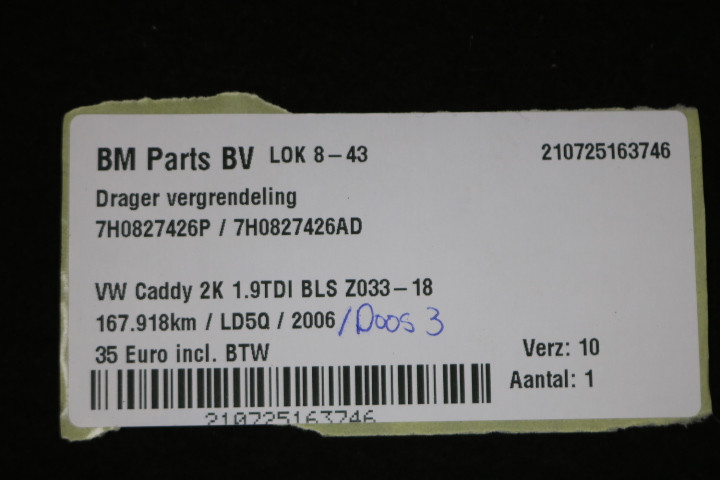 BM Parts BV LOK 8-43 210725163746
Drager vergrendeling
7H0827426P / 7H0827426AD
VW Caddy 2K 1.9TDI BLS Z033-18
167.918km / LD5Q / 2006 /Doos 3
35 Euro incl. BTW Verz: 10
Aantal: 1
210725163746